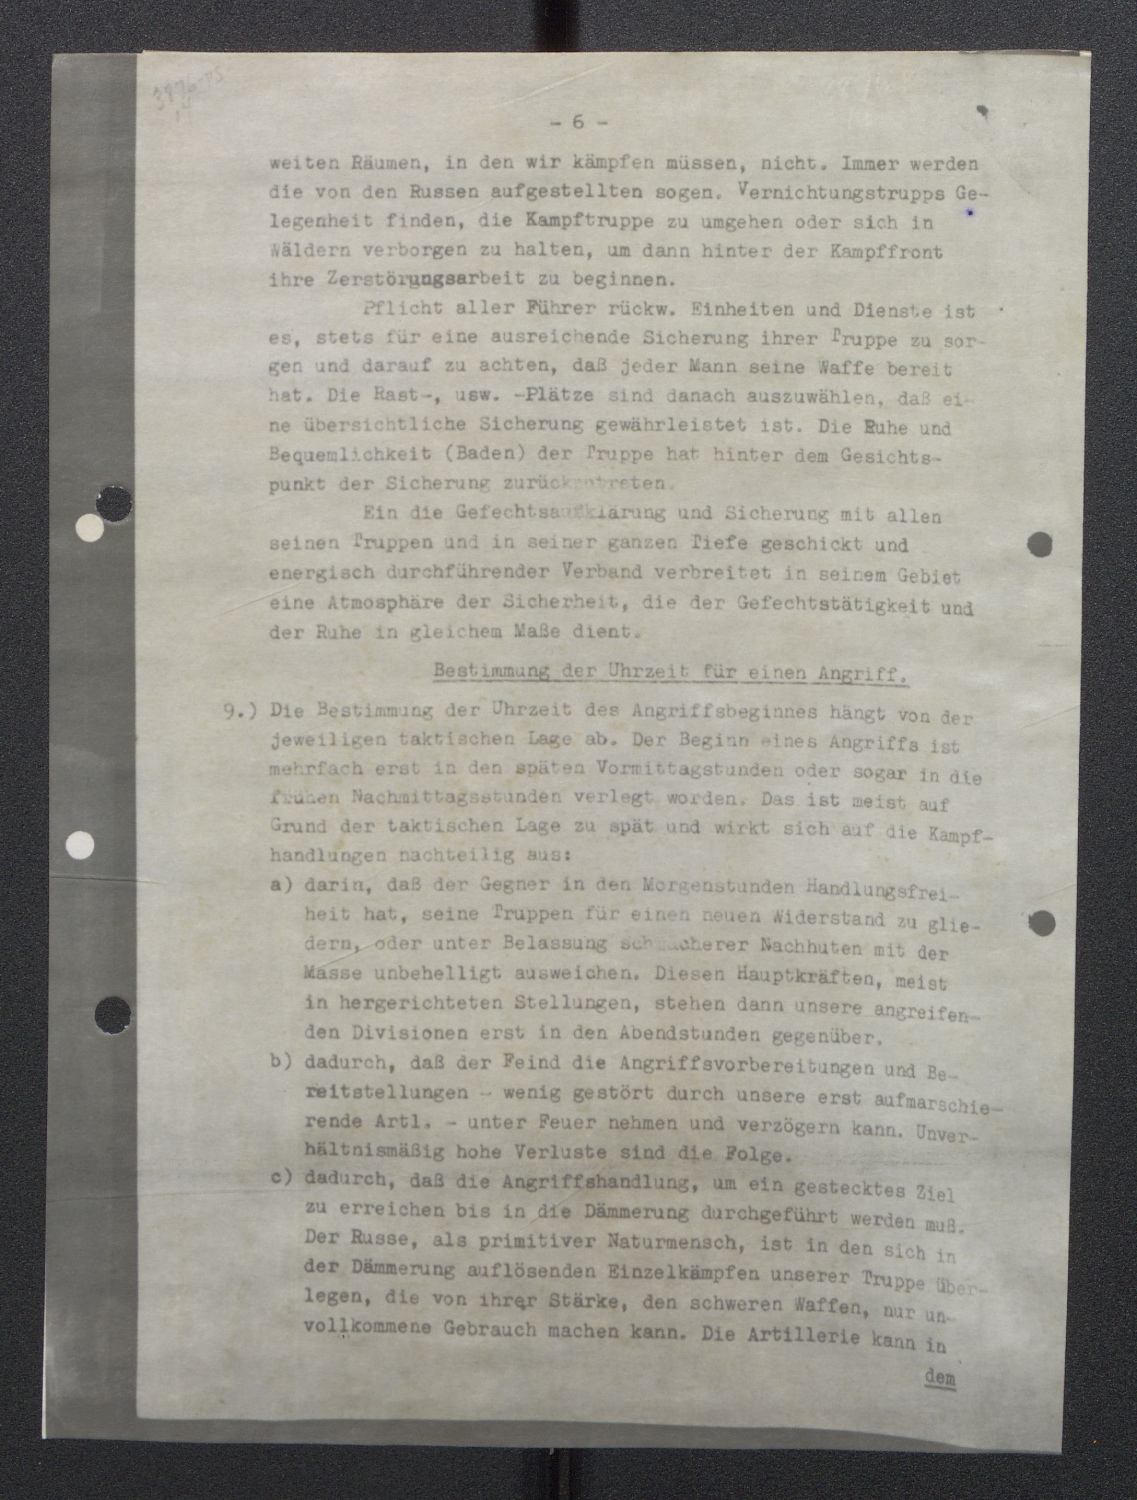 3876-PS
- 6 -
weiten Räumen, in den wir kämpfen müssen, nicht. Immer werden
die von den Russen aufgestellten sogen. Vernichtungstrupps Ge-
legenheit finden, die Kampftruppe zu umgehen oder sich in
Wäldern verborgen zu halten, um dann hinter der Kampffront
ihre Zerstörungsarbeit zu beginnen.
Pflicht aller Führer rückw. Einheiten und Dienste ist
es, stets für eine ausreichende Sicherung ihrer Truppe zu sor-
gen und darauf zu achten, daß jeder Mann seine Waffe bereit
hat. Die Rast-, usw. -Plätze sind danach auszuwählen, daß ei-
ne übersichtliche Sicherung gewährleistet ist. Die Ruhe und
Bequemlichkeit (Baden) der Truppe hat hinter dem Gesichts-
punkt der Sicherung zurückzutreten.
Ein die Gefechtsaufklärung und Sicherung mit allen
seinen Truppen und in seiner ganzen Tiefe geschickt und
energisch durchführender Verband verbreitet in seinem Gebiet
eine Atmosphäre der Sicherheit, die der Gefechtstätigkeit und
der Ruhe in gleichem Maße dient.
Bestimmung der Uhrzeit für einen Angriff.
9.) Die Bestimmung der Uhrzeit des Angriffsbeginnes hängt von der
jeweiligen taktischen Lage ab. Der Beginn eines Angriffs ist
mehrfach erst in den späten Vormittagstunden oder sogar in die
frühen Nachmittagsstunden verlegt worden. Das ist meist auf
Grund der taktischen Lage zu spät und wirkt sich auf die Kampf-
handlungen nachteilig aus:
a) darin, daß der Gegner in den Morgenstunden Handlungsfrei-
heit hat, seine Truppen für einen neuen Widerstand zu glie-
dern, oder unter Belassung schwächerer Nachhuten mit der
Masse unbehelligt ausweichen. Diesen Hauptkräften, meist
in hergerichteten Stellungen, stehen dann unsere angreifen-
den Divisionen erst in den Abendstunden gegenüber.
b) dadurch, daß der Feind die Angriffsvorbereitungen und Be-
reitstellungen - wenig gestört durch unsere erst aufmarschie-
rende Artl. - unter Feuer nehmen und verzögern kann. Unver-
hältnismäßig hohe Verluste sind die Folge.
c) dadurch, daß die Angriffshandlung, um ein gestecktes Ziel
zu erreichen bis in die Dämmerung durchgeführt werden muß.
Der Russe, als primitiver Naturmensch, ist in den sich in
der Dämmerung auflösenden Einzelkämpfen unserer Truppe über-
legen, die von ihrer Stärke, den schweren Waffen, nur un-
vollkommene Gebrauch machen kann. Die Artillerie kann in
dem